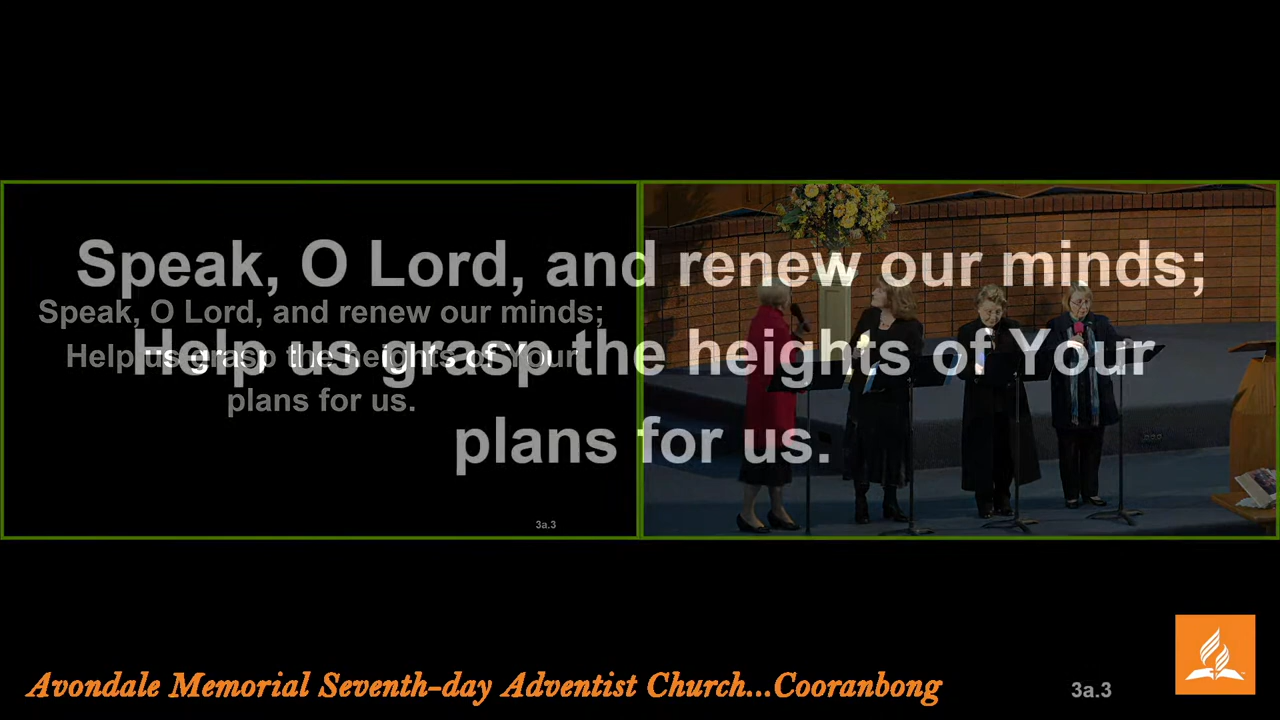 Speak, O Lord, and renew our minds;
Help us grasp the heights of Your
plans for us.
Speak, O Lord, and renew our minds;
Help us grasp the heights of Your
plans for us.
3a.3
Avondale Memorial Seventh-day Adventist Church...Cooranbong
3a.3